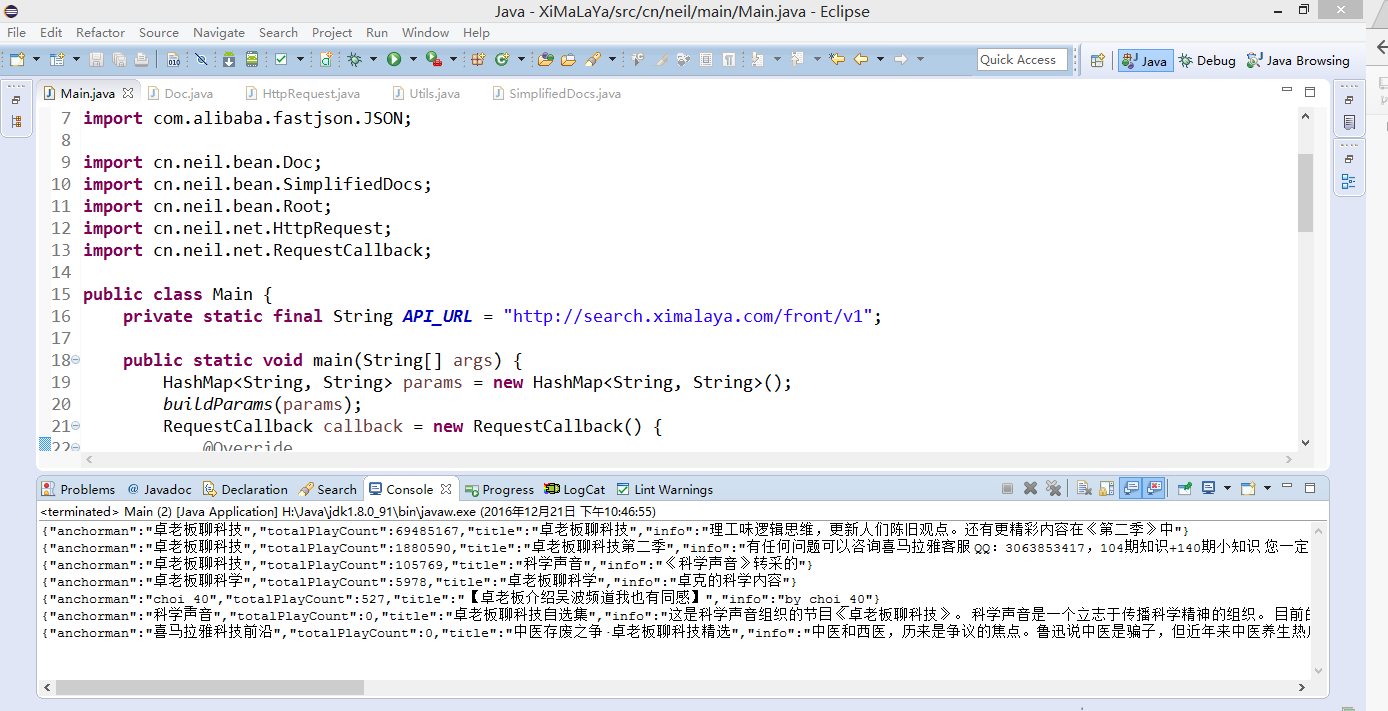 Java - XiMaLaYa/src/cn/neil/main/Main.java - Eclipse
File Edit Refactor Source Navigate Search Project Run Window Help
Quick Access Java Debug Java Browsing
Main.java Doc.java HttpRequest.java Utils.java SimplifiedDocs.java
7 import com.alibaba.fastjson.JSON;
8
9 import cn.neil.bean.Doc;
10 import cn.neil.bean.SimplifiedDocs;
11 import cn.neil.bean.Root;
12 import cn.neil.net.HttpRequest;
13 import cn.neil.net.RequestCallback;
14
15 public class Main {
16 private static final String API_URL = "http://search.ximalaya.com/front/v1";
17
18 public static void main(String[] args) {
19 HashMap<String, String> params = new HashMap<String, String>();
20 buildParams(params);
21 RequestCallback callback = new RequestCallback() {
22 @Override
Problems @ Javadoc Declaration Search Console Progress LogCat Lint Warnings
<terminated> Main (2) [Java Application] H:\Java\jdk1.8.0_91\bin\javaw.exe (2016年12月21日 下午10:46:55)
{"anchorman":"卓老板聊科技","totalPlayCount":69485167,"title":"卓老板聊科技","info":"理工味逻辑思维，更新人们陈旧观点。还有更精彩内容在《第二季》中"}
{"anchorman":"卓老板聊科技","totalPlayCount":1880590,"title":"卓老板聊科技第二季","info":"有任何问题可以咨询喜马拉雅客服QQ：3063853417，104期知识+140期小知识 您一定
{"anchorman":"卓老板聊科技","totalPlayCount":105769,"title":"科学声音","info":"《科学声音》转采的"}
{"anchorman":"卓老板聊科学","totalPlayCount":5978,"title":"卓老板聊科学","info":"卓克的科学内容"}
{"anchorman":"choi_40","totalPlayCount":527,"title":"【卓老板介绍吴波频道我也有同感】","info":"by choi_40"}
{"anchorman":"科学声音","totalPlayCount":0,"title":"卓老板聊科技自选集","info":"这是科学声音组织的节目《卓老板聊科技》。科学声音是一个立志于传播科学精神的组织。目前的
{"anchorman":"喜马拉雅科技前沿","totalPlayCount":0,"title":"中医存废之争·卓老板聊科技精选","info":"中医和西医，历来是争议的焦点。鲁迅说中医是骗子，但近年来中医养生热